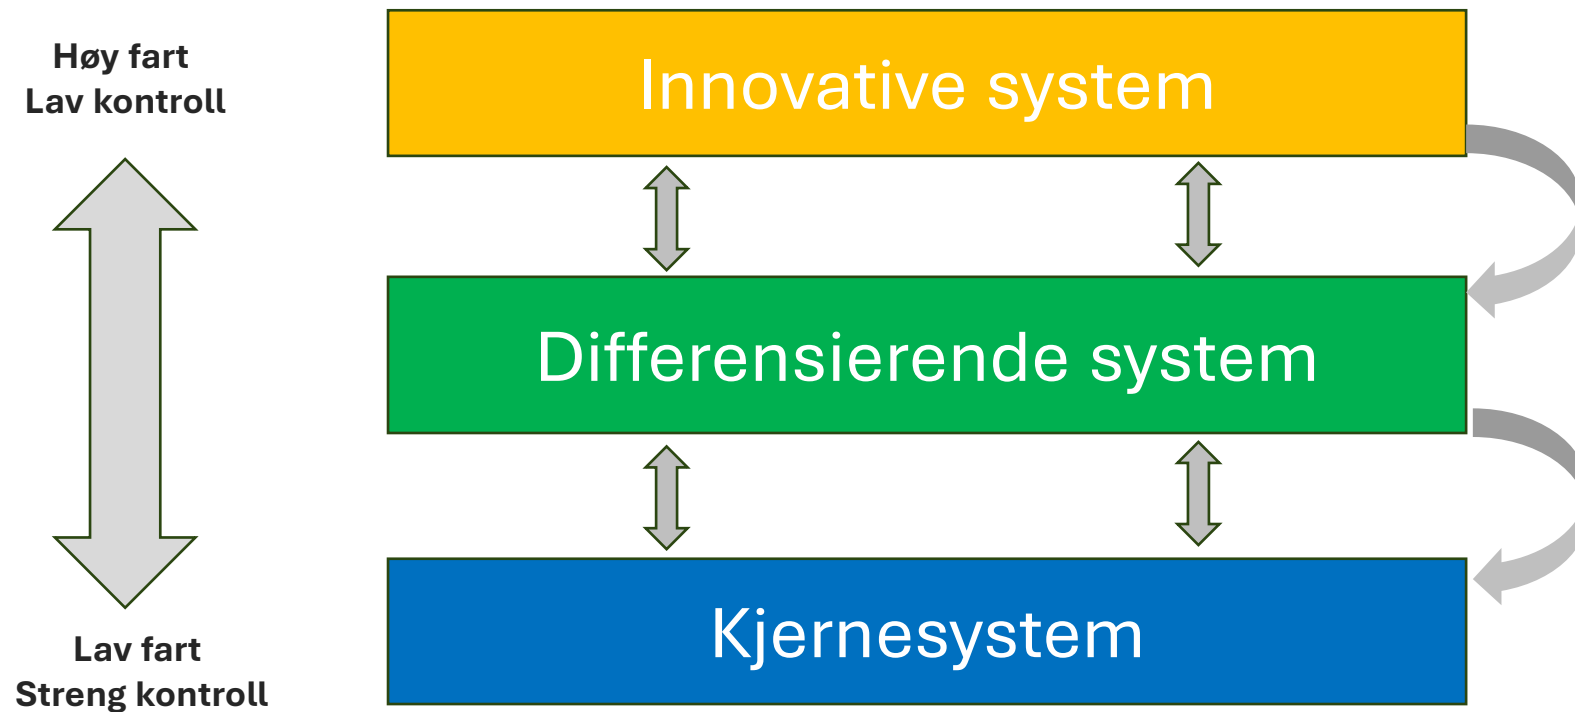 Høy fart
Lav kontroll
Innovative system
Differensierende system
Kjernesystem
Lav fart
Streng kontroll